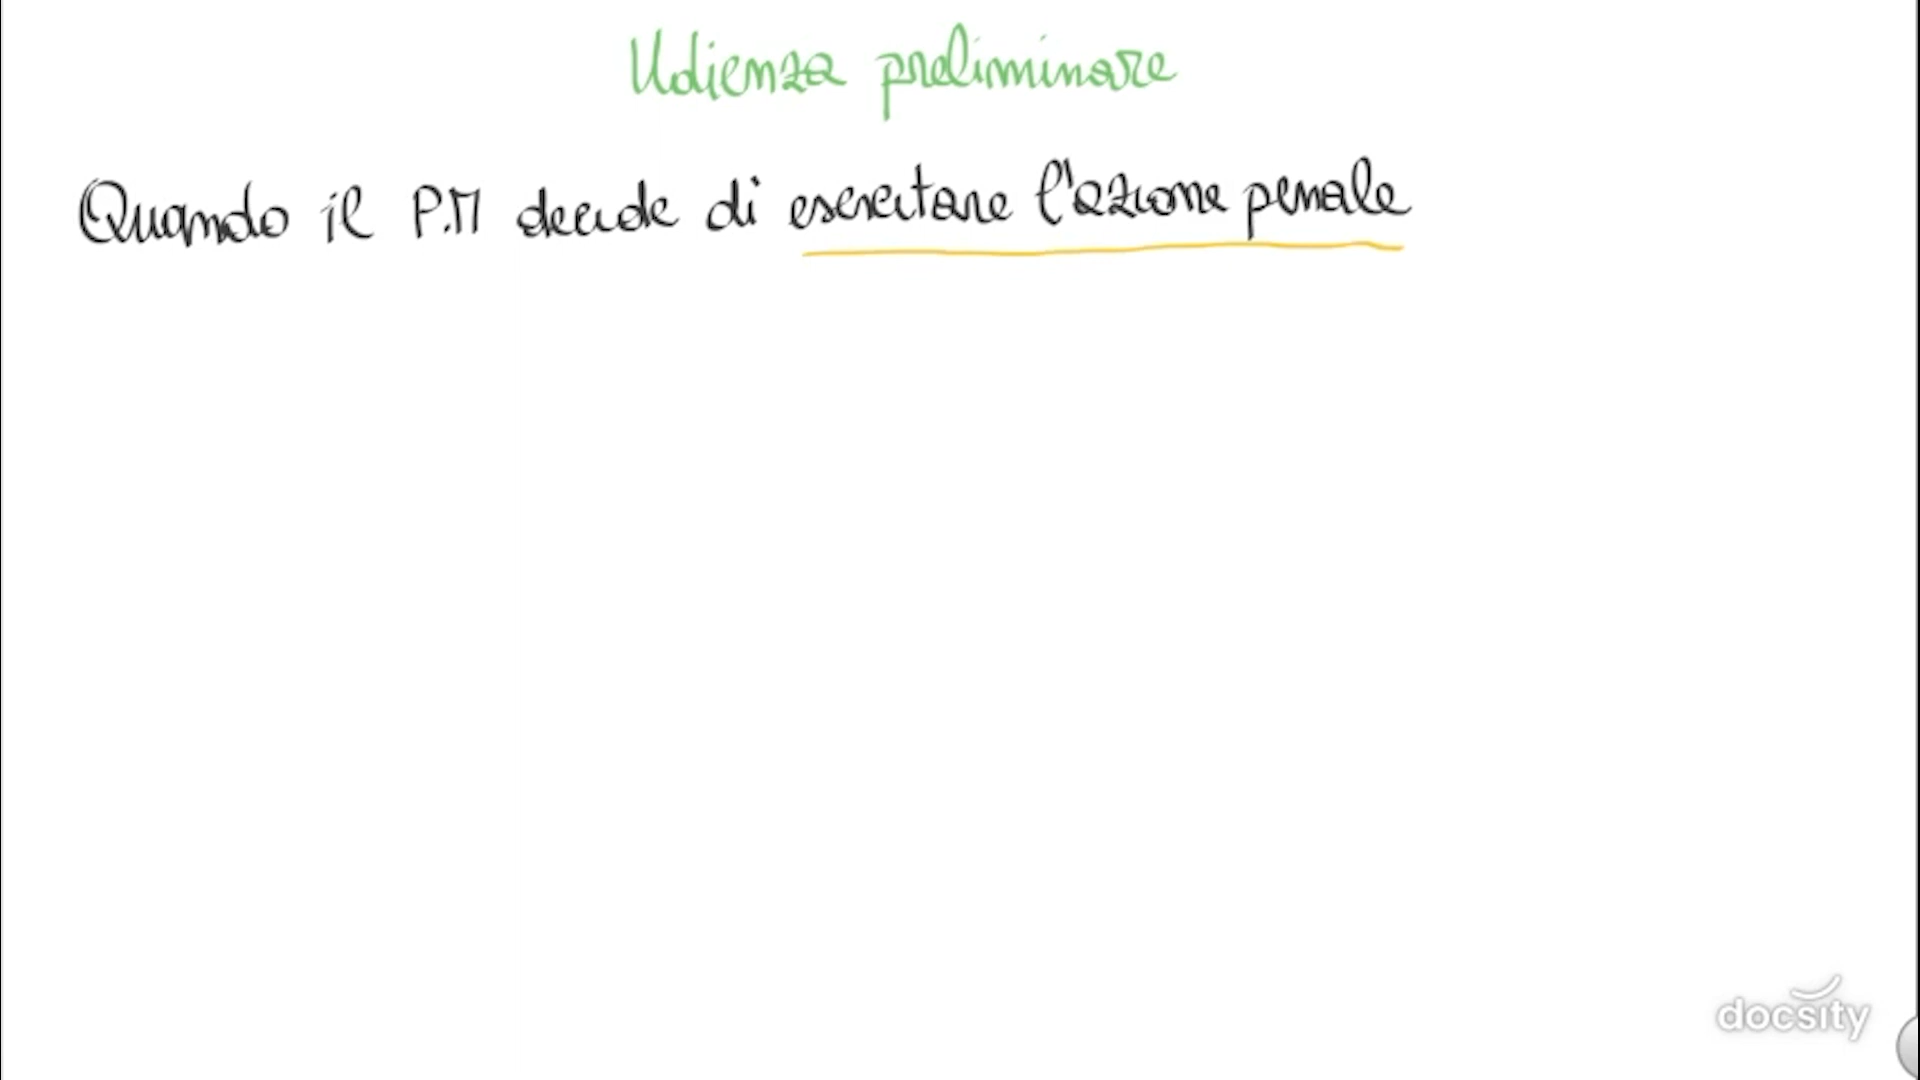 Udienza preliminare
Quando il P.M decide di esercitare l'azione penale
docsity